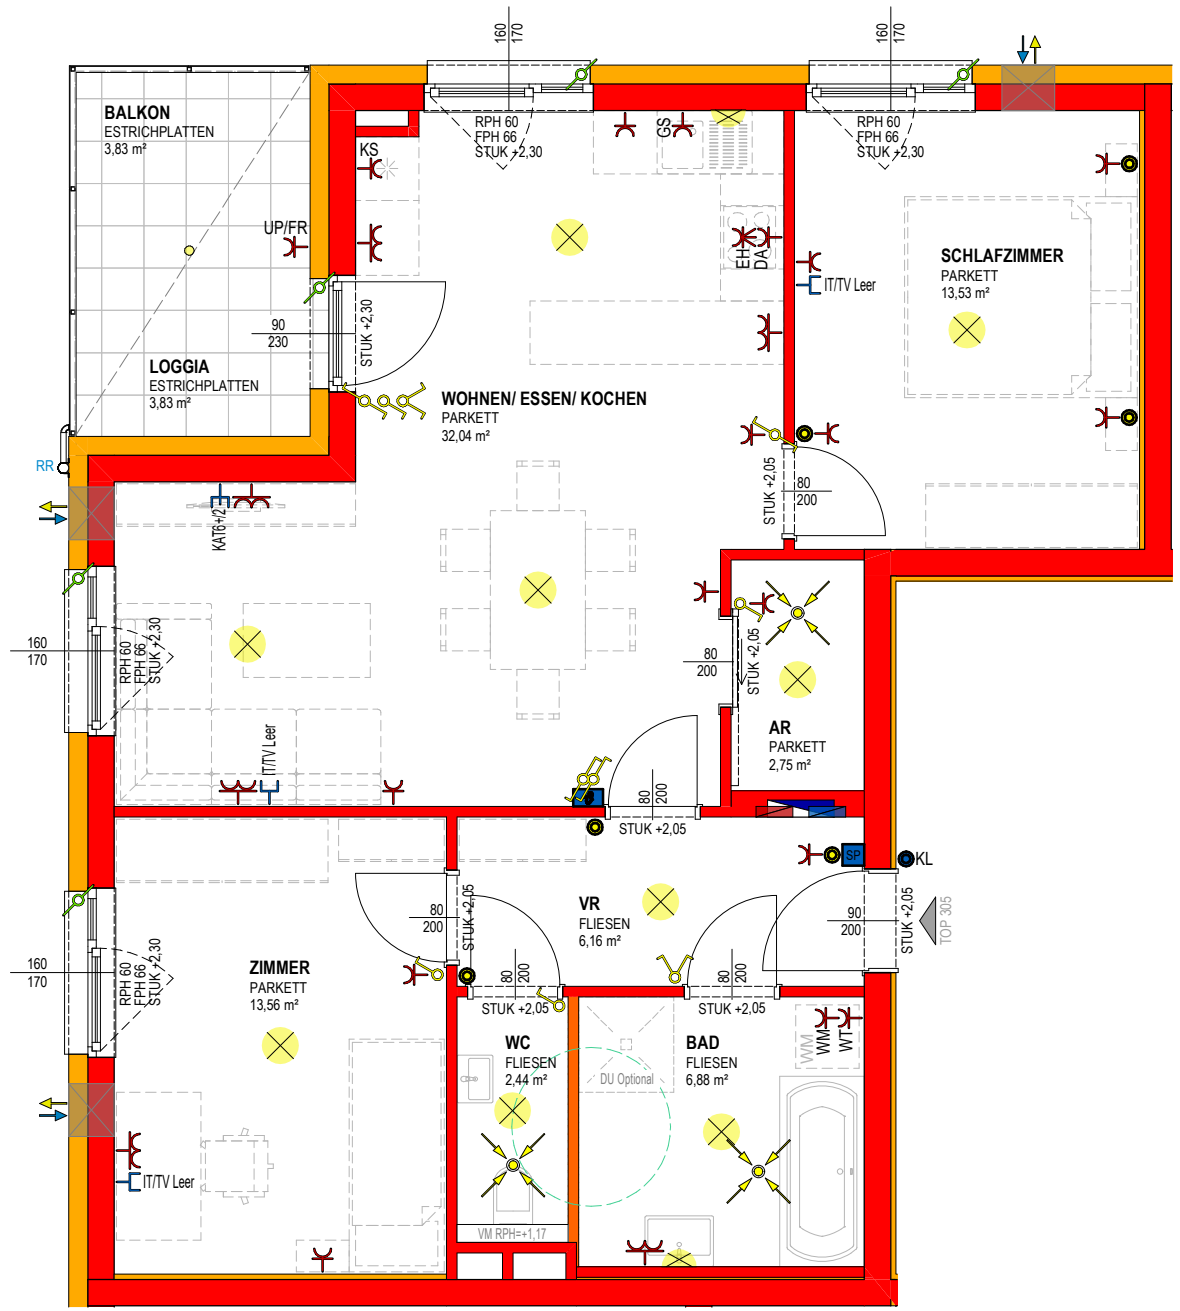 160
170
160
170
BALKON
ESTRICHPLATTEN
3,83 m²
RPH 60
FPH 66
STUK +2,30
GS
RPH 60
FPH 66
STUK +2,30
KS
UP/FR
EH
DA
SCHLAFZIMMER
PARKETT
13,53 m²
IT/TV Leer
90
230
STUK +2,30
LOGGIA
ESTRICHPLATTEN
3,83 m²
WOHNEN/ ESSEN/ KOCHEN
PARKETT
32,04 m²
RR
STUK +2,05
80
200
KAT6+/2
160
170
RPH 60
FPH 66
STUK +2,30
80
200
STUK +2,05
AR
PARKETT
2,75 m²
IT/TV Leer
80
200
STUK +2,05
SP
KL
VR
FLIESEN
6,16 m²
90
200
STUK +2,05
TOP 305
80
200
STUK +2,05
160
170
RPH 60
FPH 66
STUK +2,30
ZIMMER
PARKETT
13,56 m²
80
200
STUK +2,05
80
200
STUK +2,05
WC
FLIESEN
2,44 m²
BAD
FLIESEN
6,88 m²
WM
WM
WT
DU Optional
IT/TV Leer
VM RPH=+1,17